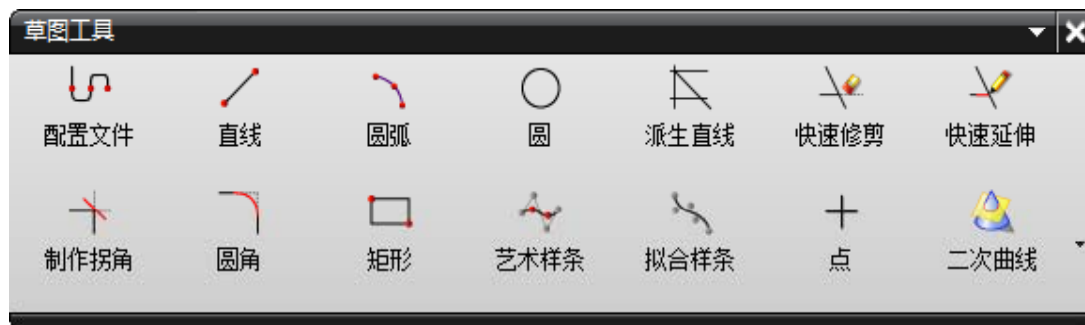 草图工具
配置文件 直线 圆弧 圆 派生直线 快速修剪 快速延伸
制作拐角 圆角 矩形 艺术样条 拟合样条 点 二次曲线